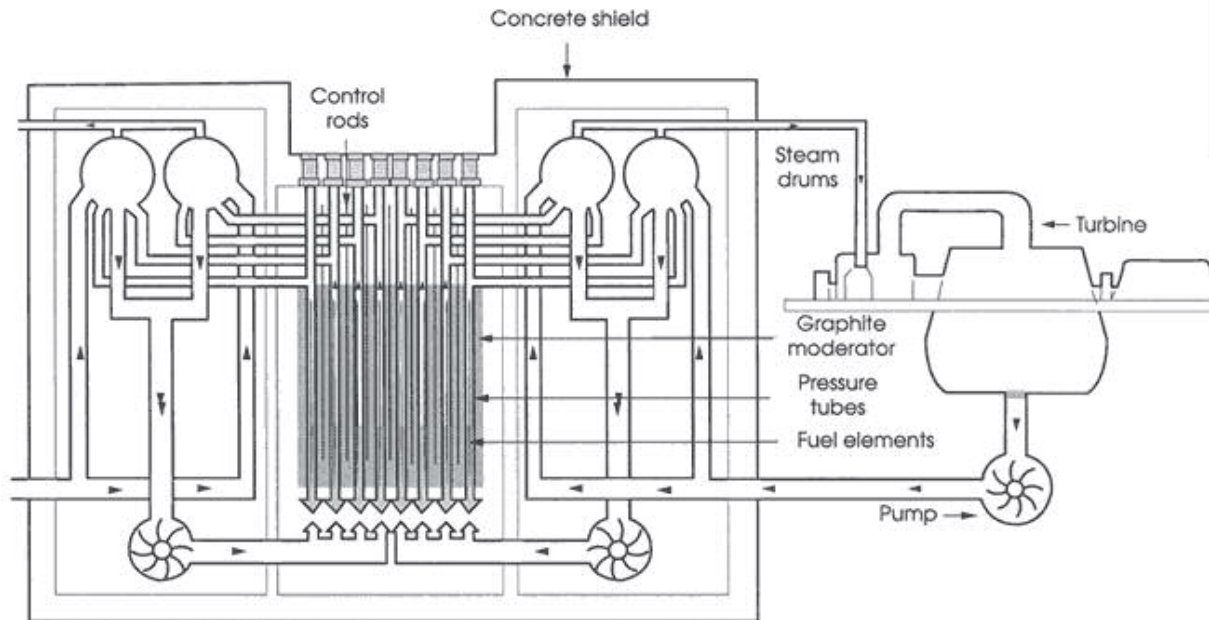 Concrete shield
Control
rods
Steam
drums
Turbine
Graphite
moderator
Pressure
tubes
Fuel elements
Pump